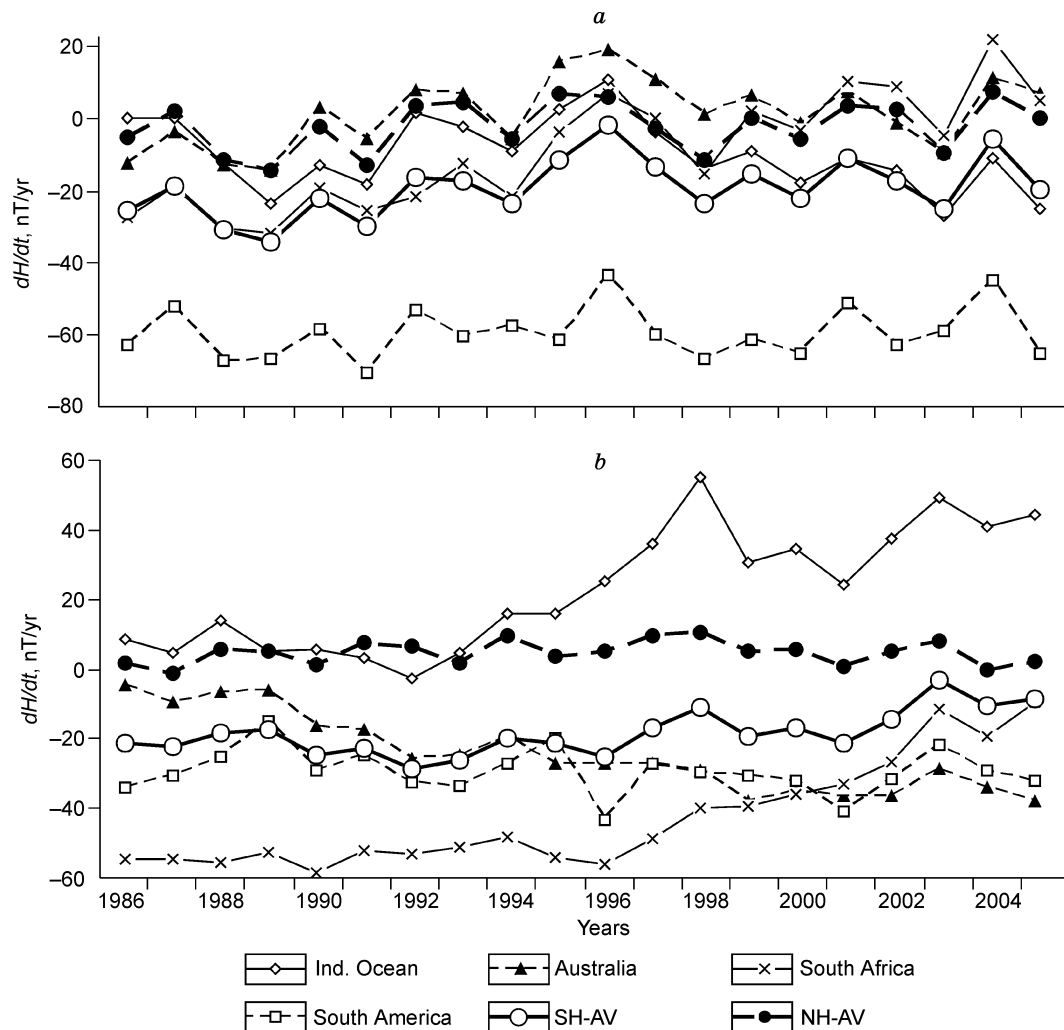 a
20
0
–20
–40
–60
–80
dH/dt, nT/yr
b
60
40
20
0
–20
–40
–60
dH/dt, nT/yr
1986 1988 1990 1992 1994 1996 1998 2000 2002 2004
Years
Ind. Ocean Australia South Africa
South America SH-AV NH-AV